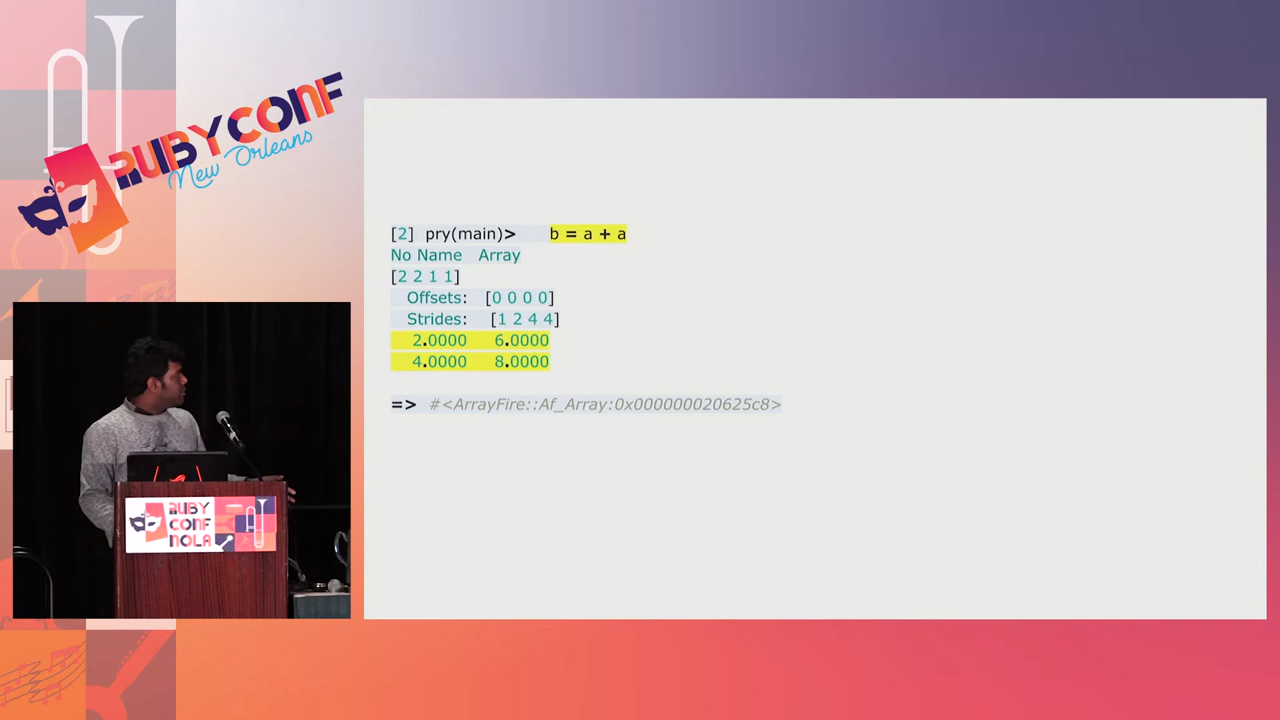 RUBYCONF
New Orleans
[2] pry(main)> b = a + a
No Name Array
[2 2 1 1]
Offsets: [0 0 0 0]
Strides: [1 2 4 4]
2.0000 6.0000
4.0000 8.0000
=> #<ArrayFire::Af_Array:0x000000020625c8>
RUBY
CONF
NOLA